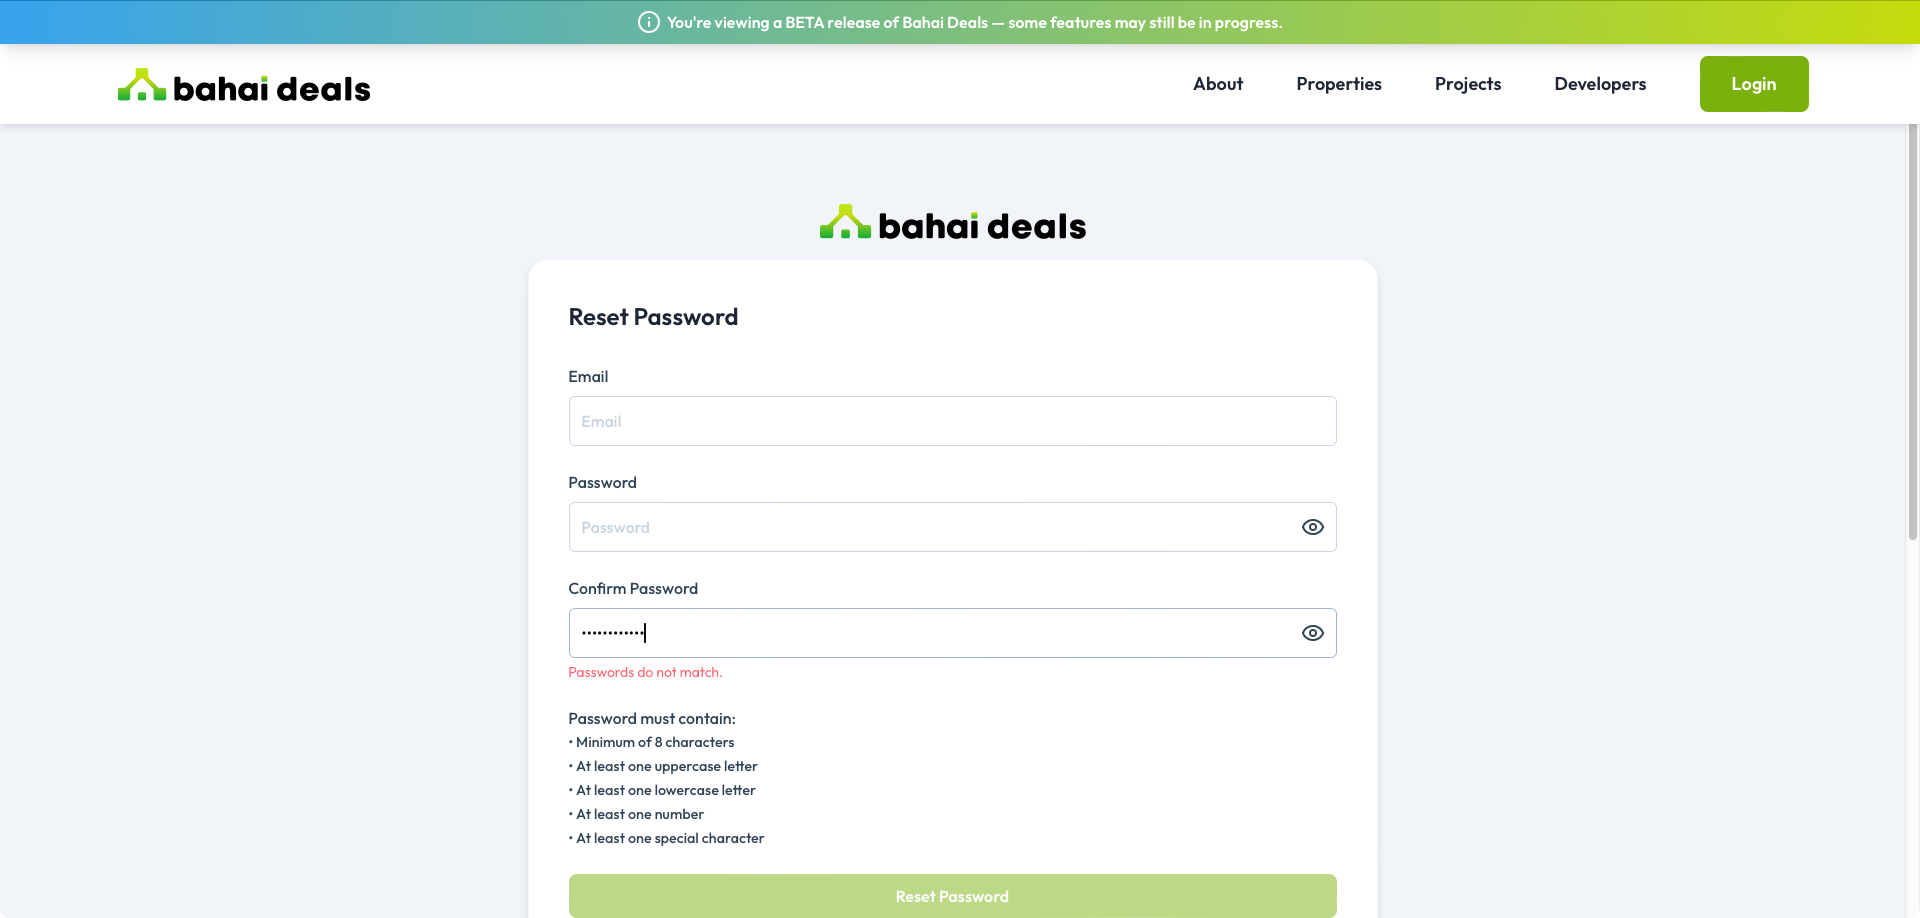 You're viewing a BETA release of Bahai Deals — some features may still be in progress.
bahai deals
About
Properties
Projects
Developers
Login
bahai deals
Reset Password
Email
Email
Password
Password
Confirm Password
••••••••••••
Passwords do not match.
Password must contain:
• Minimum of 8 characters
• At least one uppercase letter
• At least one lowercase letter
• At least one number
• At least one special character
Reset Password